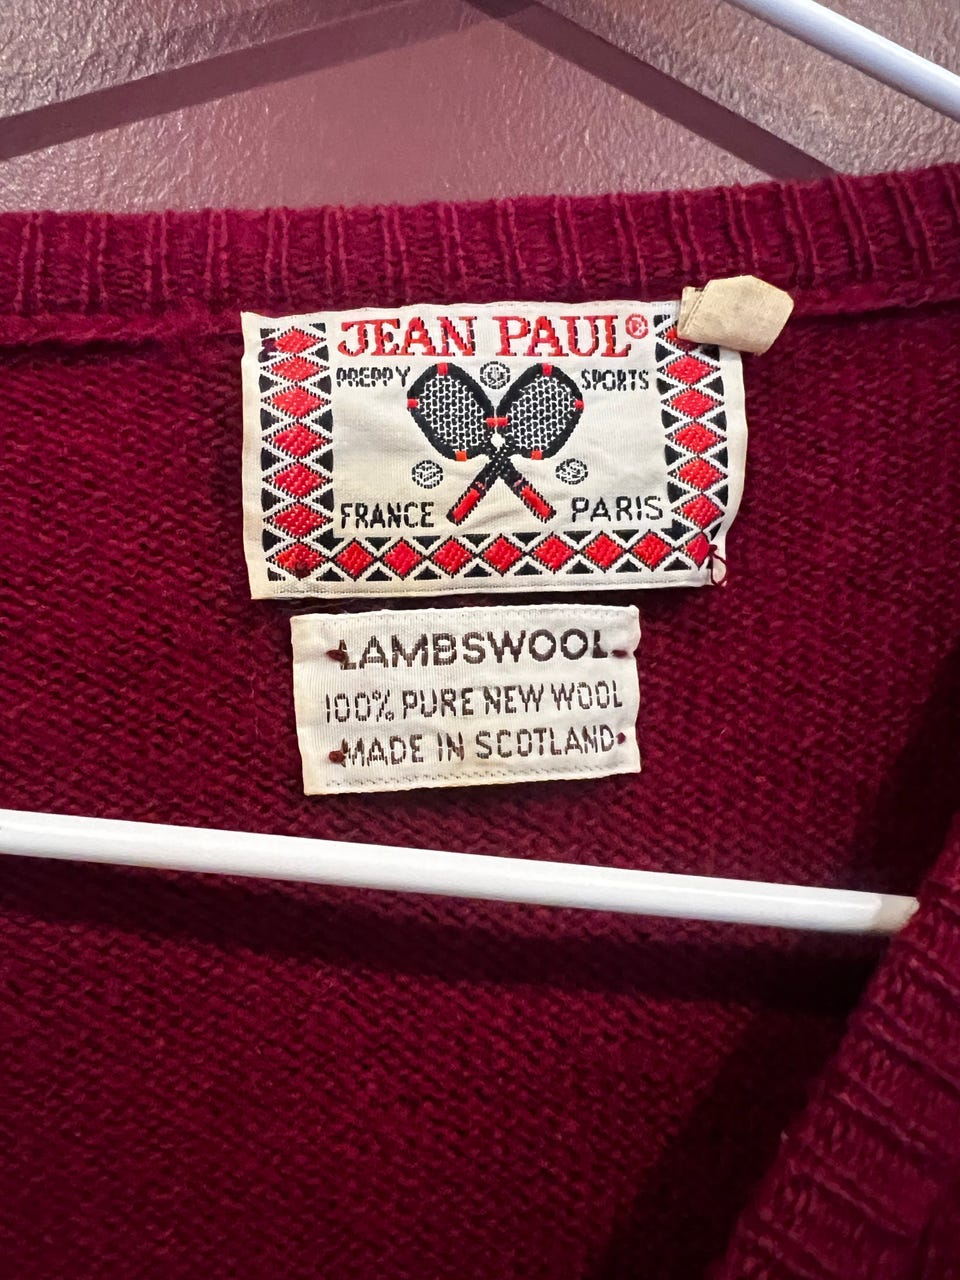 JEAN PAUL®
PREPPY SPORTS
FRANCE PARIS
LAMBSWOOL
100% PURE NEW WOOL
MADE IN SCOTLAND